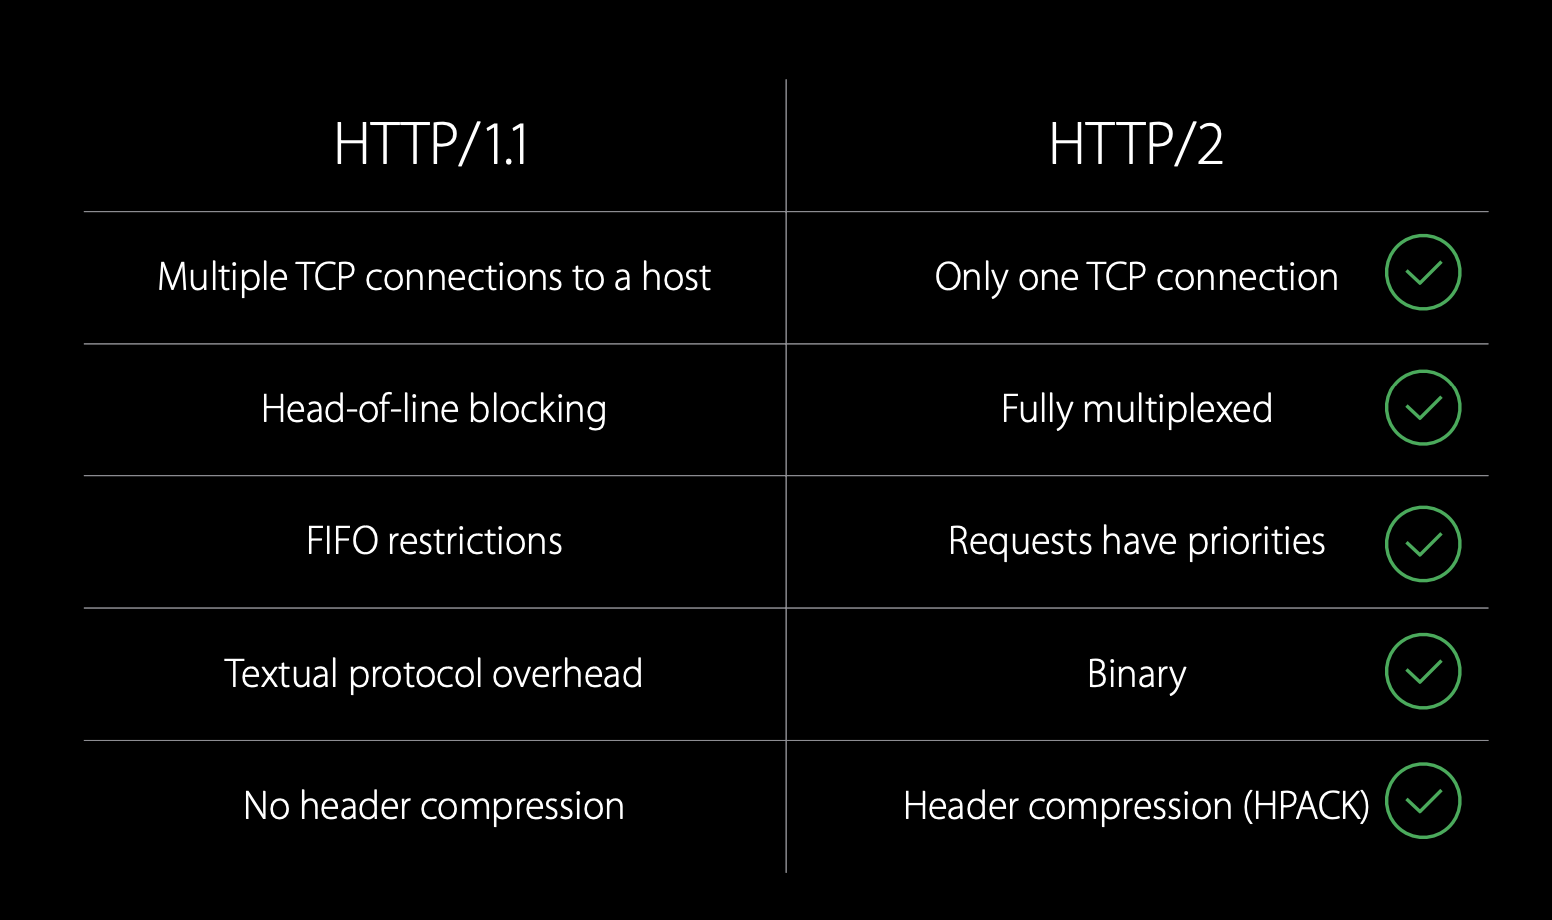 HTTP/1.1
HTTP/2
Multiple TCP connections to a host
Only one TCP connection
Head-of-line blocking
Fully multiplexed
FIFO restrictions
Requests have priorities
Textual protocol overhead
Binary
No header compression
Header compression (HPACK)